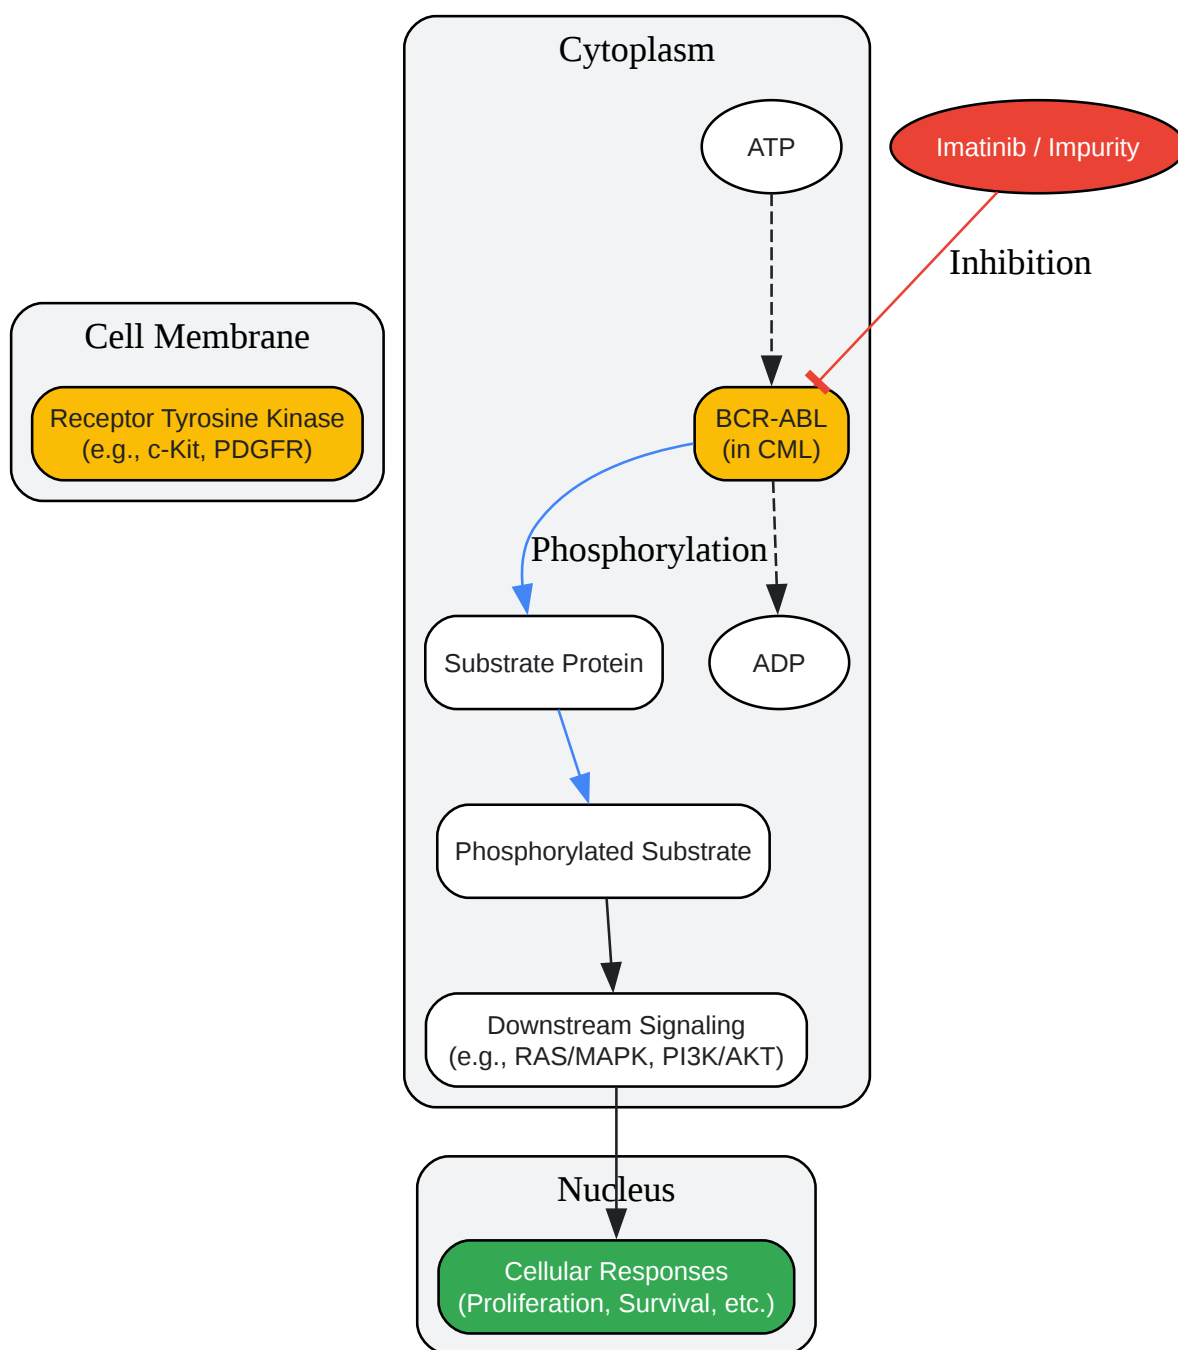 Cytoplasm
ATP
Imatinib / Impurity
Inhibition
Cell Membrane
Receptor Tyrosine Kinase
(e.g., c-Kit, PDGFR)
BCR-ABL
(in CML)
Phosphorylation
Substrate Protein
ADP
Phosphorylated Substrate
Downstream Signaling
(e.g., RAS/MAPK, PI3K/AKT)
Nucleus
Cellular Responses
(Proliferation, Survival, etc.)